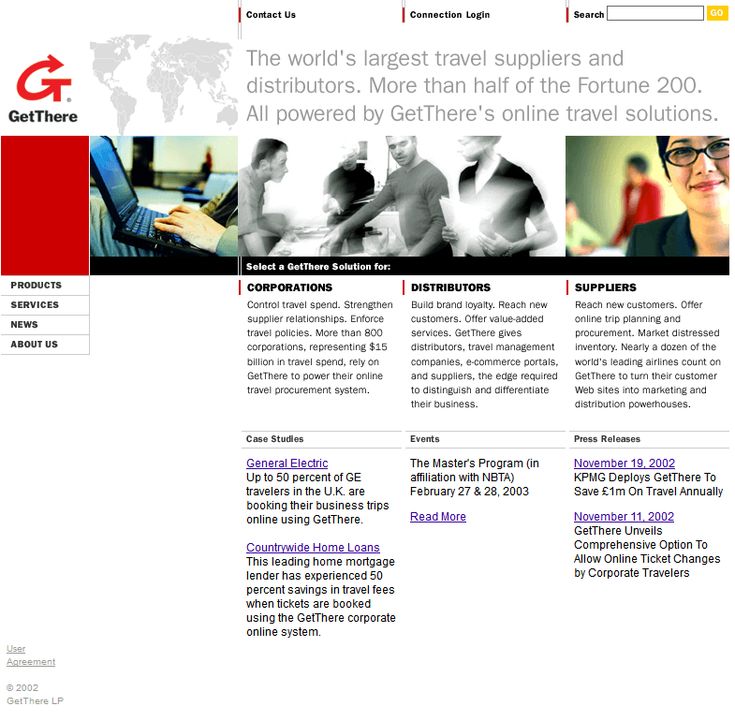 Contact Us
Connection Login
Search
GO
GetThere
The world's largest travel suppliers and
distributors. More than half of the Fortune 200.
All powered by GetThere's online travel solutions.
Select a GetThere Solution for:
PRODUCTS
SERVICES
NEWS
ABOUT US
CORPORATIONS
Control travel spend. Strengthen
supplier relationships. Enforce
travel policies. More than 800
corporations, representing $15
billion in travel spend, rely on
GetThere to power their online
travel procurement system.
DISTRIBUTORS
Build brand loyalty. Reach new
customers. Offer value-added
services. GetThere gives
distributors, travel management
companies, e-commerce portals,
and suppliers, the edge required
to distinguish and differentiate
their business.
SUPPLIERS
Reach new customers. Offer
online trip planning and
procurement. Market distressed
inventory. Nearly a dozen of the
world's leading airlines count on
GetThere to turn their customer
Web sites into marketing and
distribution powerhouses.
Case Studies
General Electric
Up to 50 percent of GE
travelers in the U.K. are
booking their business trips
online using GetThere.
Countrywide Home Loans
This leading home mortgage
lender has experienced 50
percent savings in travel fees
when tickets are booked
using the GetThere corporate
online system.
Events
The Master's Program (in
affiliation with NBTA)
February 27 & 28, 2003
Read More
Press Releases
November 19, 2002
KPMG Deploys GetThere To
Save £1m On Travel Annually
November 11, 2002
GetThere Unveils
Comprehensive Option To
Allow Online Ticket Changes
by Corporate Travelers
User
Agreement
© 2002
GetThere LP